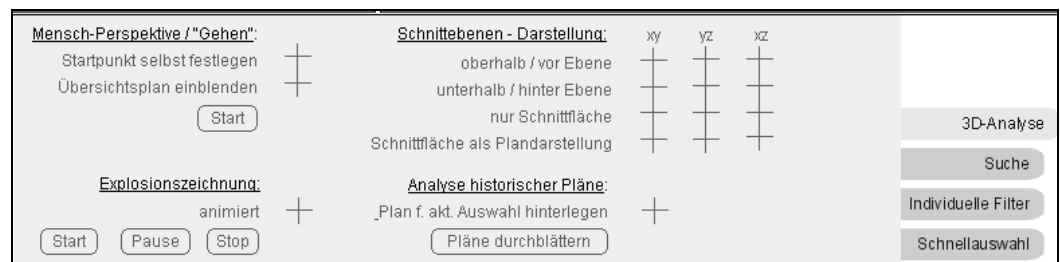 Mensch-Perspektive / "Gehen":
Startpunkt selbst festlegen
Übersichtsplan einblenden
Start
Explosionszeichnung:
animiert
Start Pause Stop
Schnittebenen - Darstellung: xy yz xz
oberhalb / vor Ebene
unterhalb / hinter Ebene
nur Schnittfläche
Schnittfläche als Plandarstellung
Analyse historischer Pläne:
_Plan f. akt. Auswahl hinterlegen
Pläne durchblättern
3D-Analyse
Suche
Individuelle Filter
Schnellauswahl